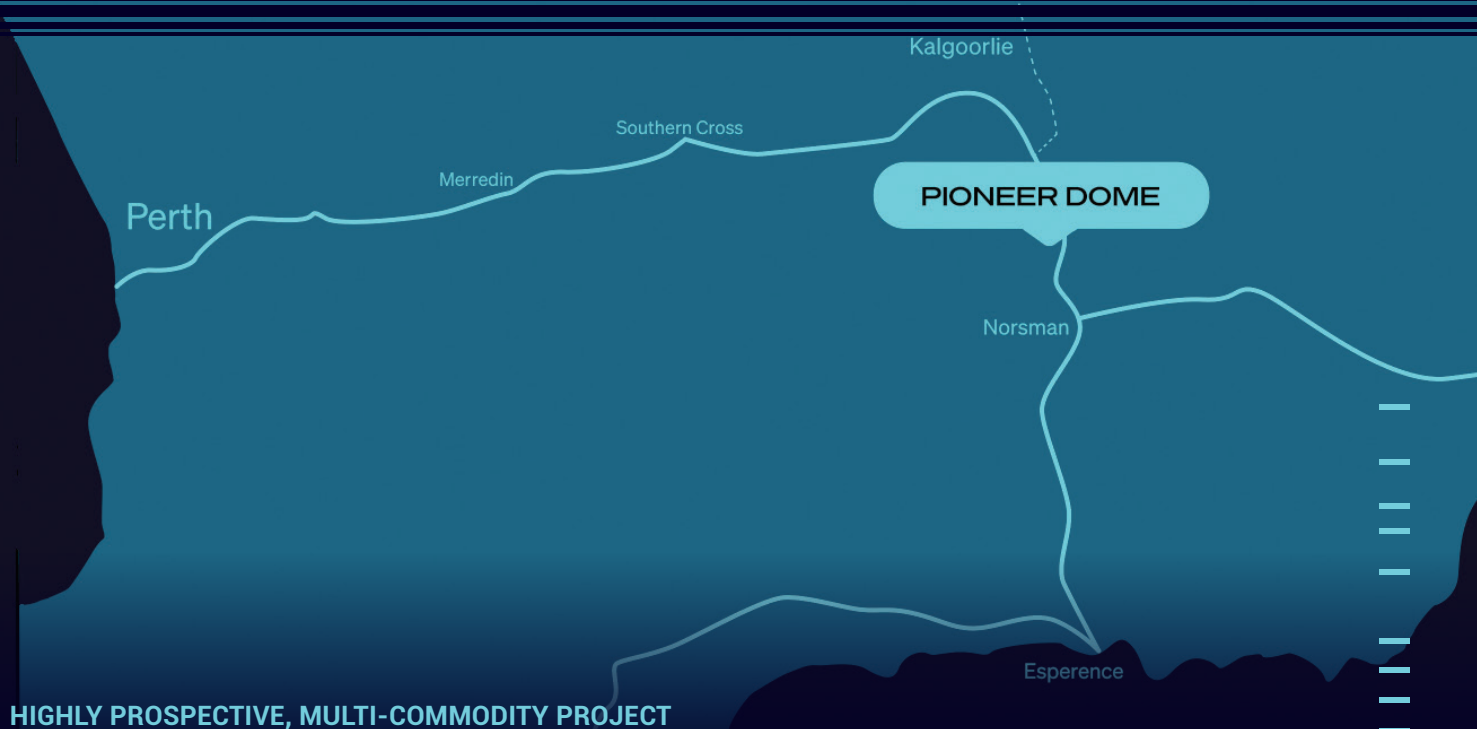 Kalgoorlie
Southern Cross
Merredin
Perth
PIONEER DOME
Norsman
Esperence
HIGHLY PROSPECTIVE, MULTI-COMMODITY PROJECT